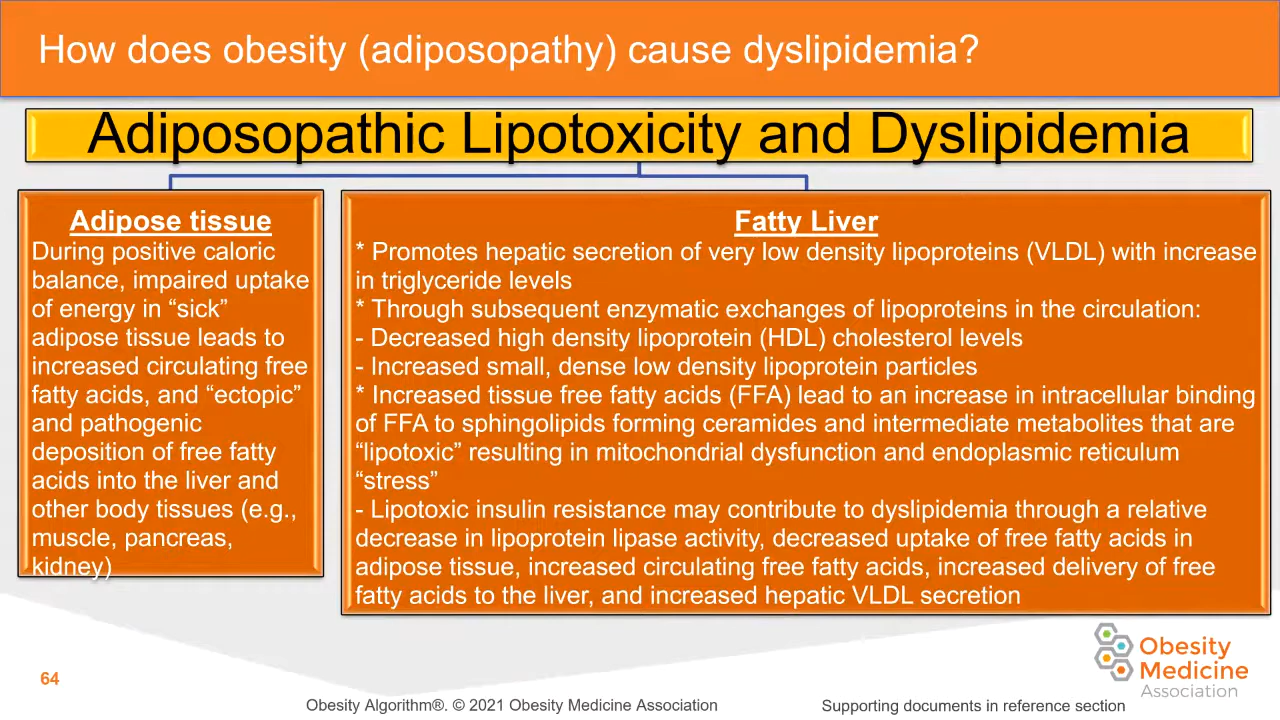 How does obesity (adiposopathy) cause dyslipidemia?
Adiposopathic Lipotoxicity and Dyslipidemia
Adipose tissue
During positive caloric
balance, impaired uptake
of energy in “sick”
adipose tissue leads to
increased circulating free
fatty acids, and “ectopic”
and pathogenic
deposition of free fatty
acids into the liver and
other body tissues (e.g.,
muscle, pancreas,
kidney)
Fatty Liver
* Promotes hepatic secretion of very low density lipoproteins (VLDL) with increase
in triglyceride levels
* Through subsequent enzymatic exchanges of lipoproteins in the circulation:
- Decreased high density lipoprotein (HDL) cholesterol levels
- Increased small, dense low density lipoprotein particles
* Increased tissue free fatty acids (FFA) lead to an increase in intracellular binding
of FFA to sphingolipids forming ceramides and intermediate metabolites that are
“lipotoxic” resulting in mitochondrial dysfunction and endoplasmic reticulum
“stress”
- Lipotoxic insulin resistance may contribute to dyslipidemia through a relative
decrease in lipoprotein lipase activity, decreased uptake of free fatty acids in
adipose tissue, increased circulating free fatty acids, increased delivery of free
fatty acids to the liver, and increased hepatic VLDL secretion
Obesity
Medicine
Association
64
Obesity Algorithm®. © 2021 Obesity Medicine Association
Supporting documents in reference section